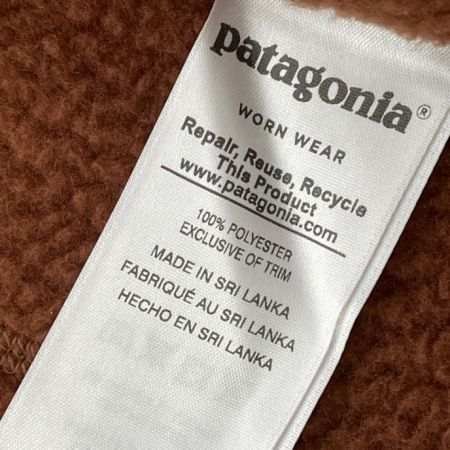 patagonia®
WORN WEAR
Repair, Reuse, Recycle
This Product
www.patagonia.com
100% POLYESTER
EXCLUSIVE OF TRIM
MADE IN SRI LANKA
FABRIQUÉ AU SRI LANKA
HECHO EN SRI LANKA